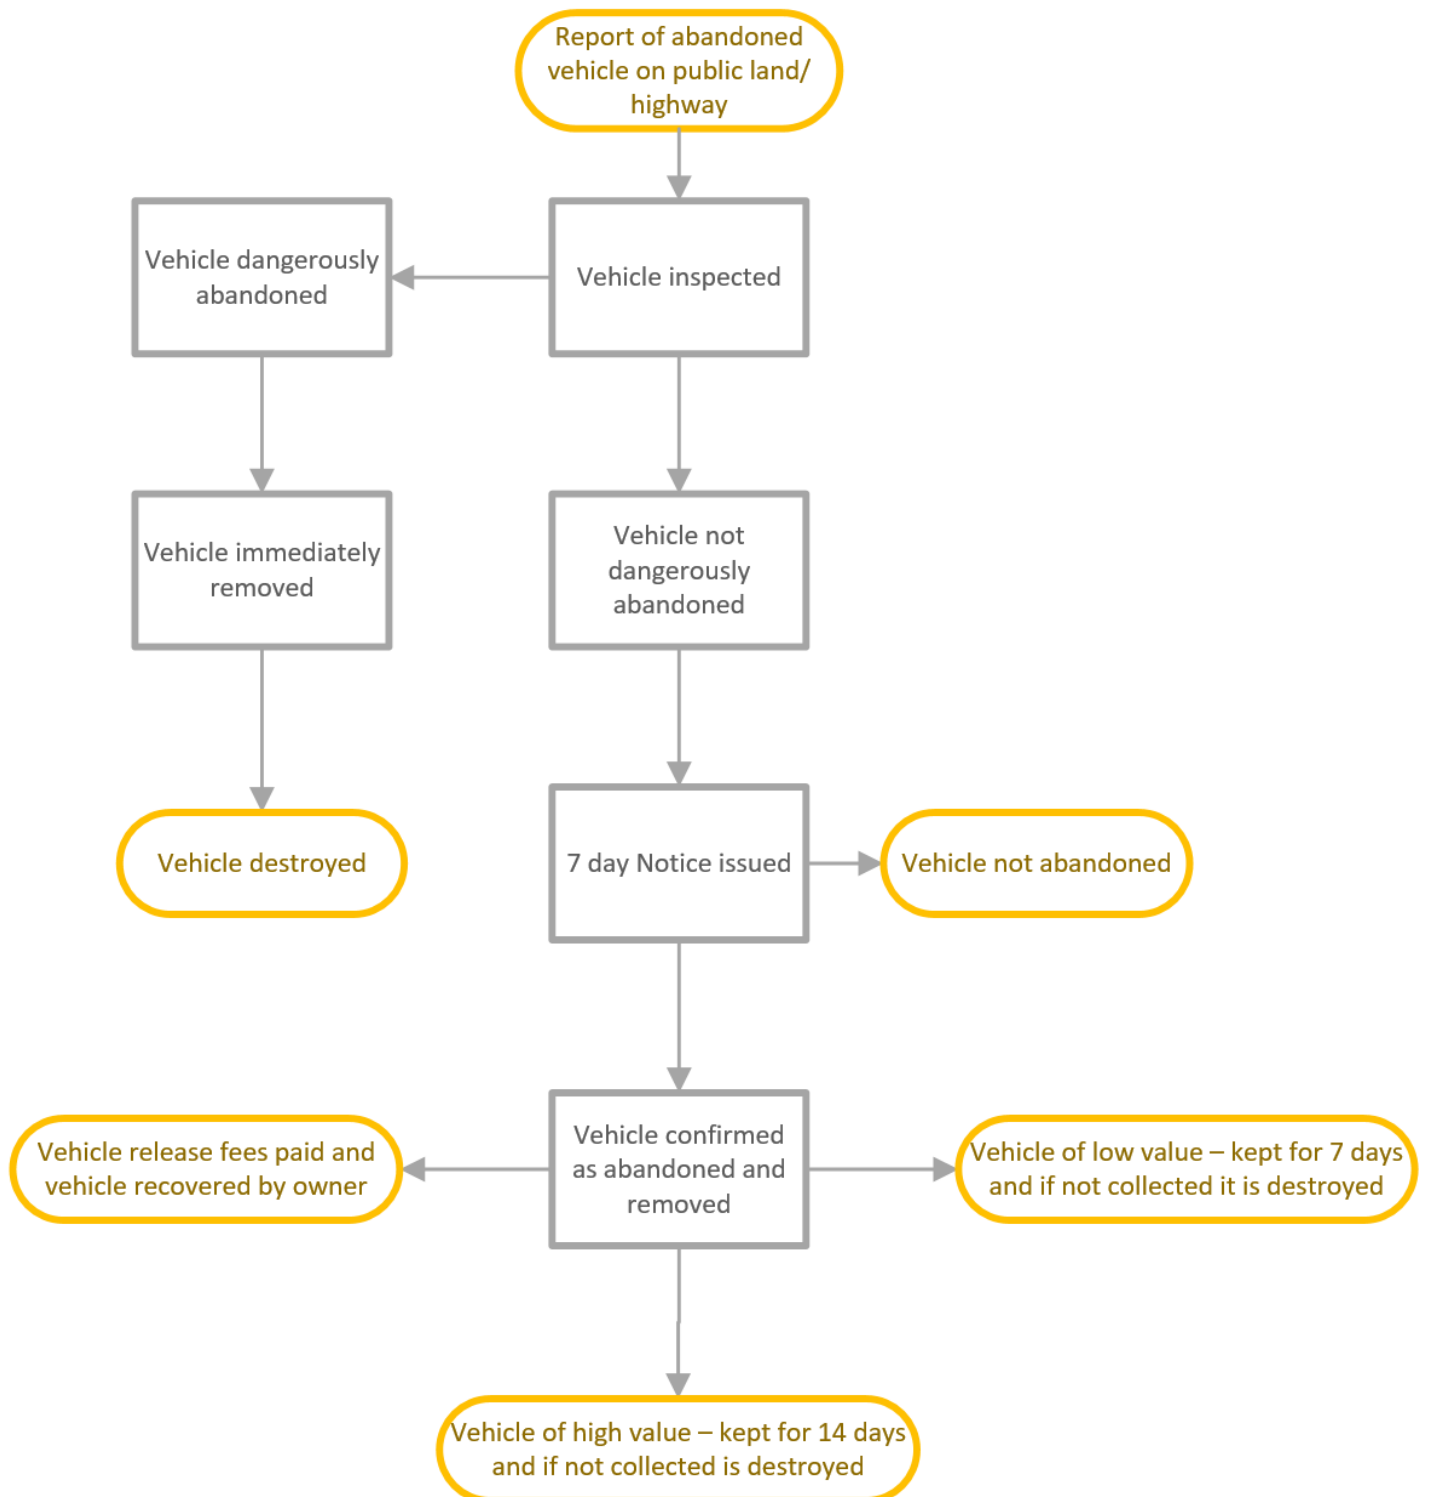 Report of abandoned
vehicle on public land/
highway
Vehicle dangerously
abandoned
Vehicle inspected
Vehicle immediately
removed
Vehicle not
dangerously
abandoned
Vehicle destroyed
7 day Notice issued
Vehicle not abandoned
Vehicle release fees paid and
vehicle recovered by owner
Vehicle confirmed
as abandoned and
removed
Vehicle of low value – kept for 7 days
and if not collected it is destroyed
Vehicle of high value – kept for 14 days
and if not collected is destroyed